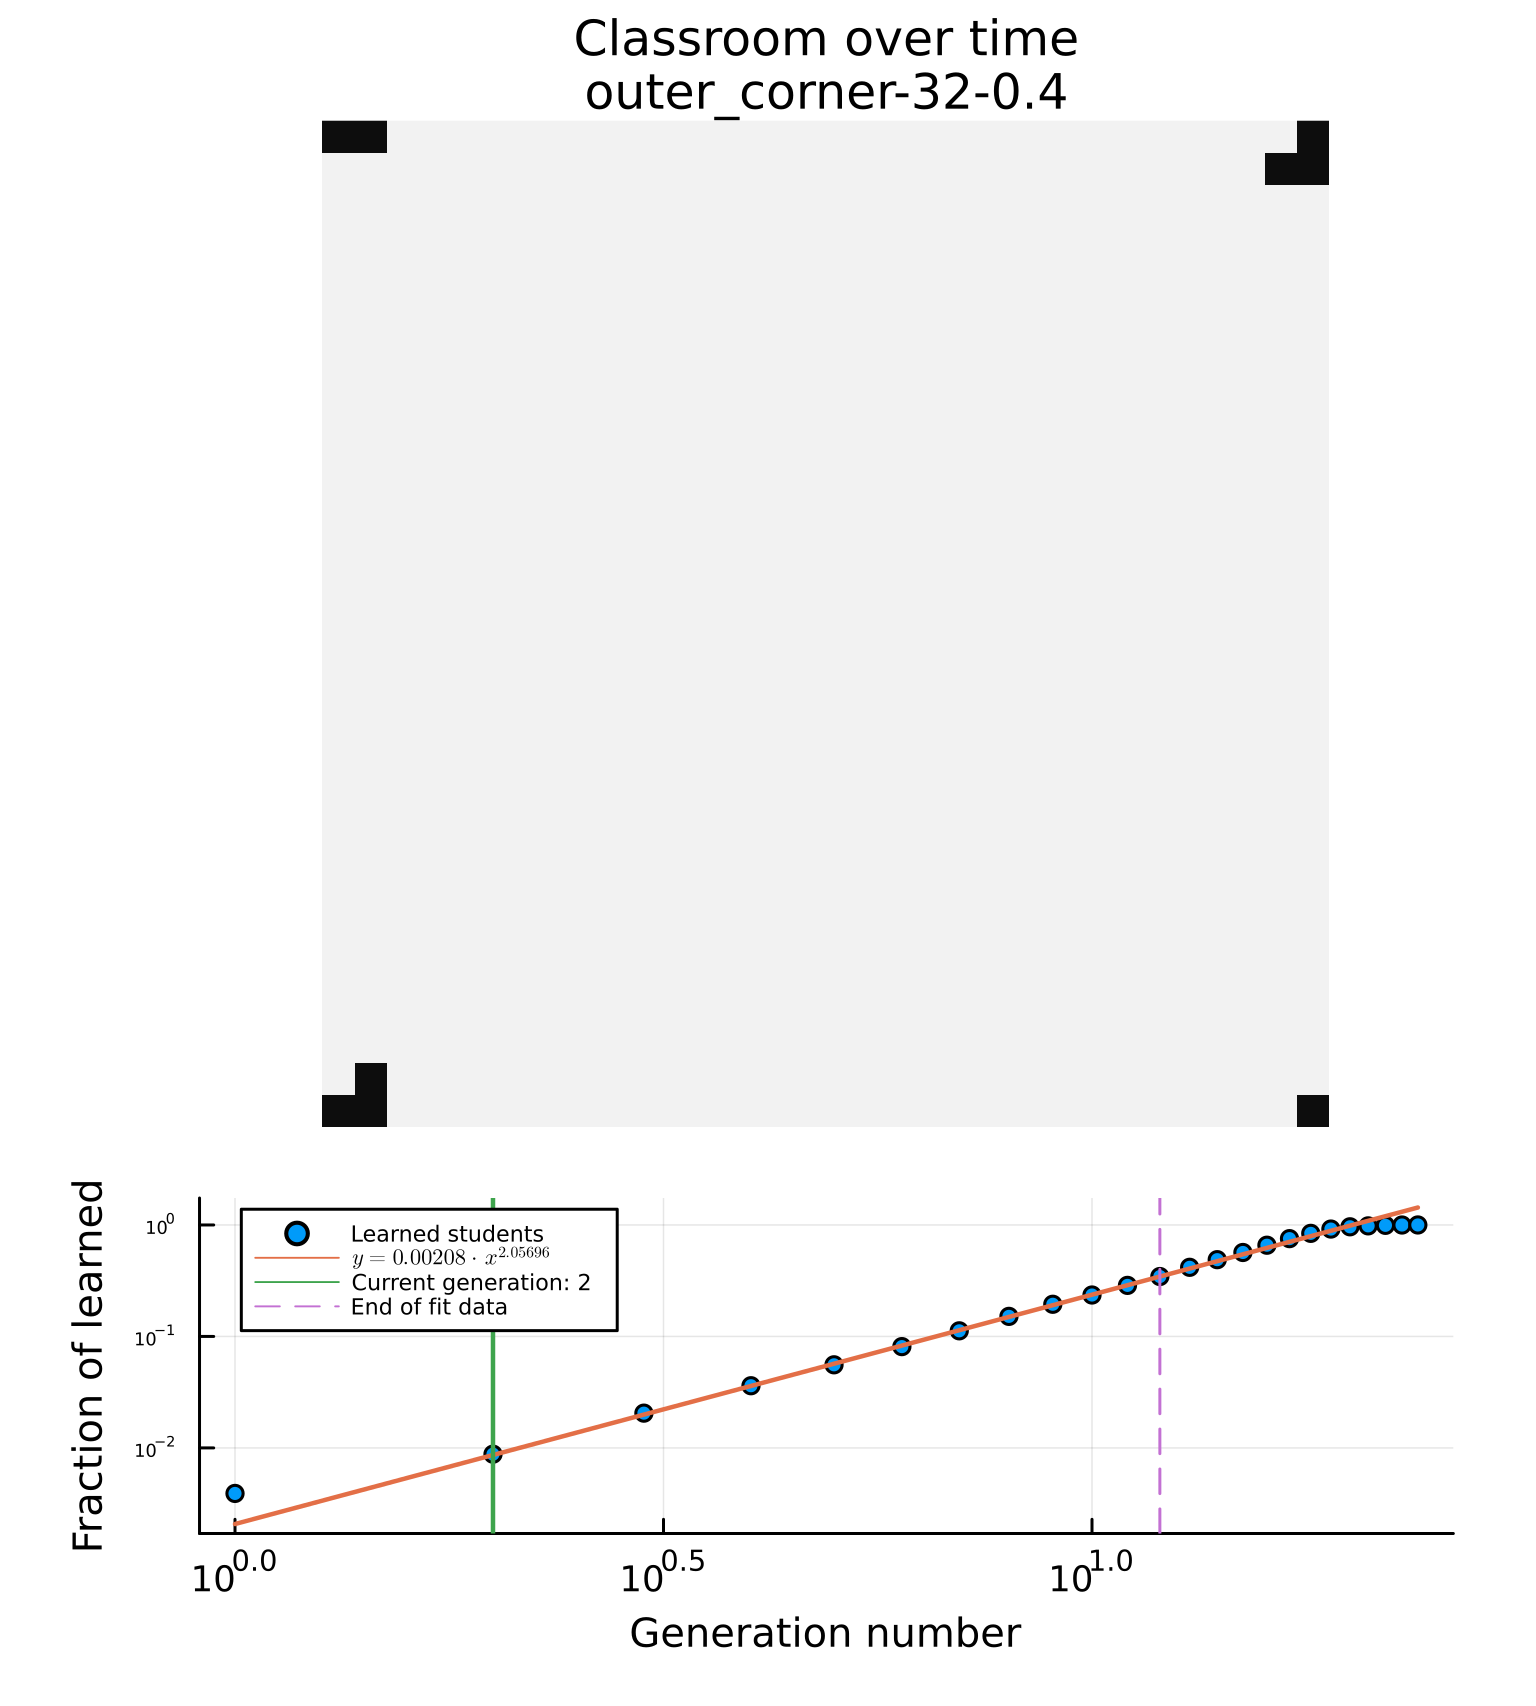 Classroom over time
outer_corner-32-0.4
Fraction of learned
10^0
10^−1
10^−2
Learned students
y = 0.00208 · x^2.05696
Current generation: 2
End of fit data
10^0.0
10^0.5
10^1.0
Generation number